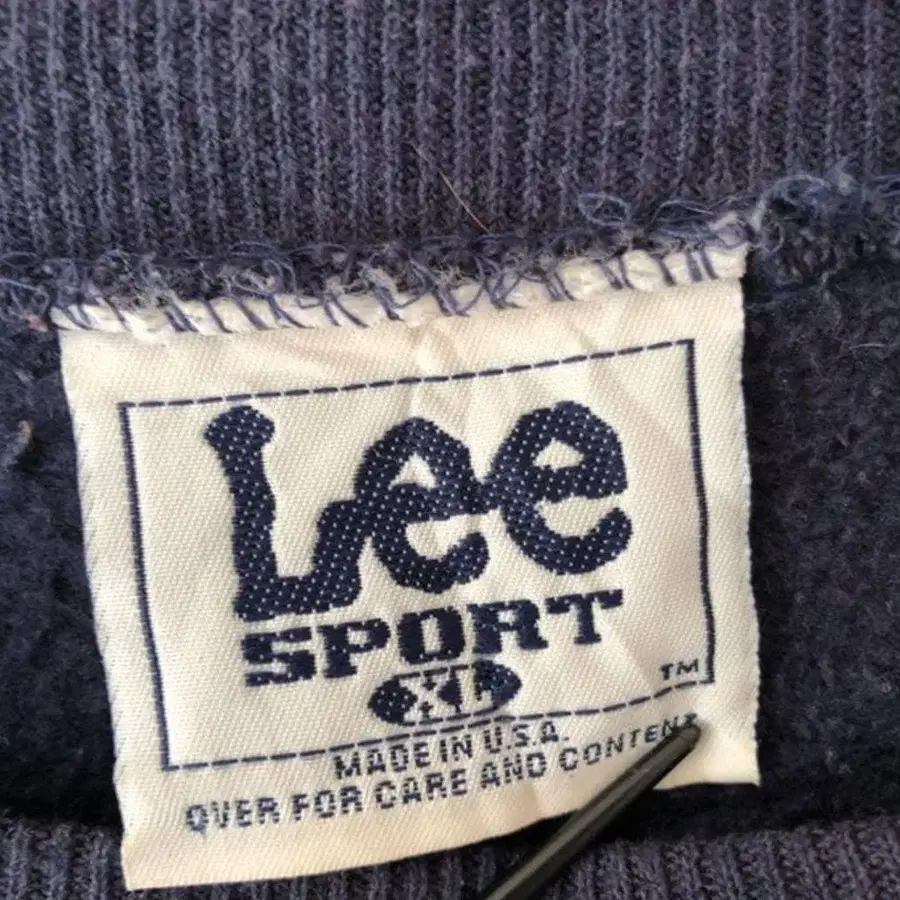 Lee
SPORT
XL
TM
MADE IN U.S.A.
OVER FOR CARE AND CONTENT